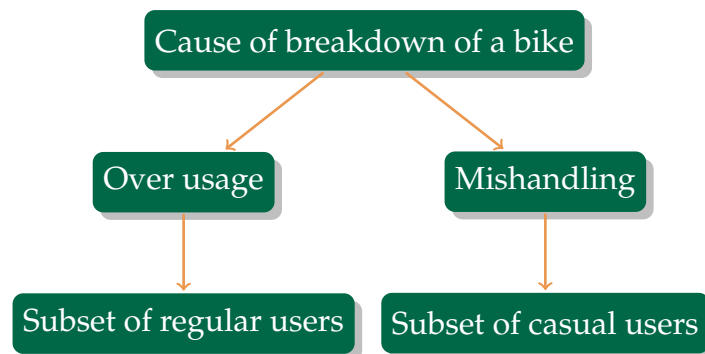 Cause of breakdown of a bike
Over usage
Mishandling
Subset of regular users
Subset of casual users